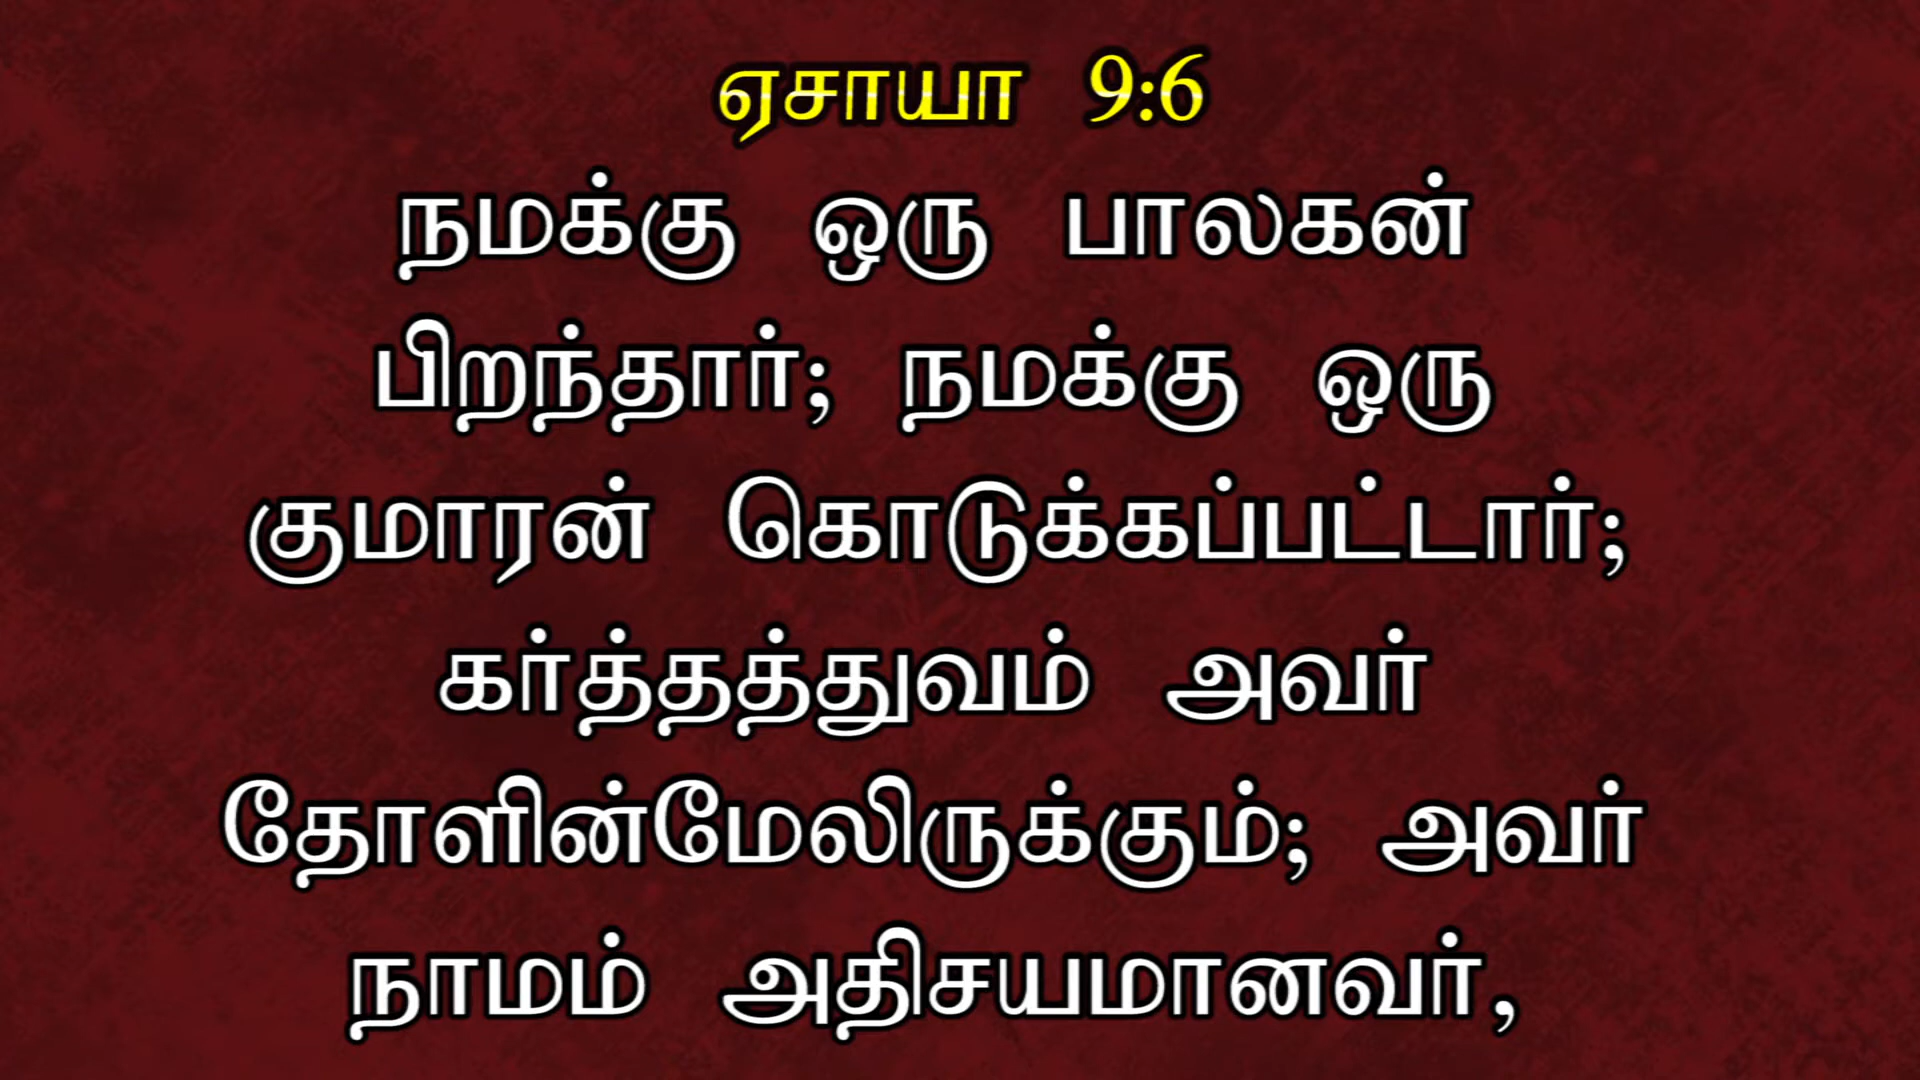 ஏசாயா 9:6
நமக்கு ஒரு பாலகன்
பிறந்தார்; நமக்கு ஒரு
குமாரன் கொடுக்கப்பட்டார்;
கர்த்தத்துவம் அவர்
தோளின்மேலிருக்கும்; அவர்
நாமம் அதிசயமானவர்,